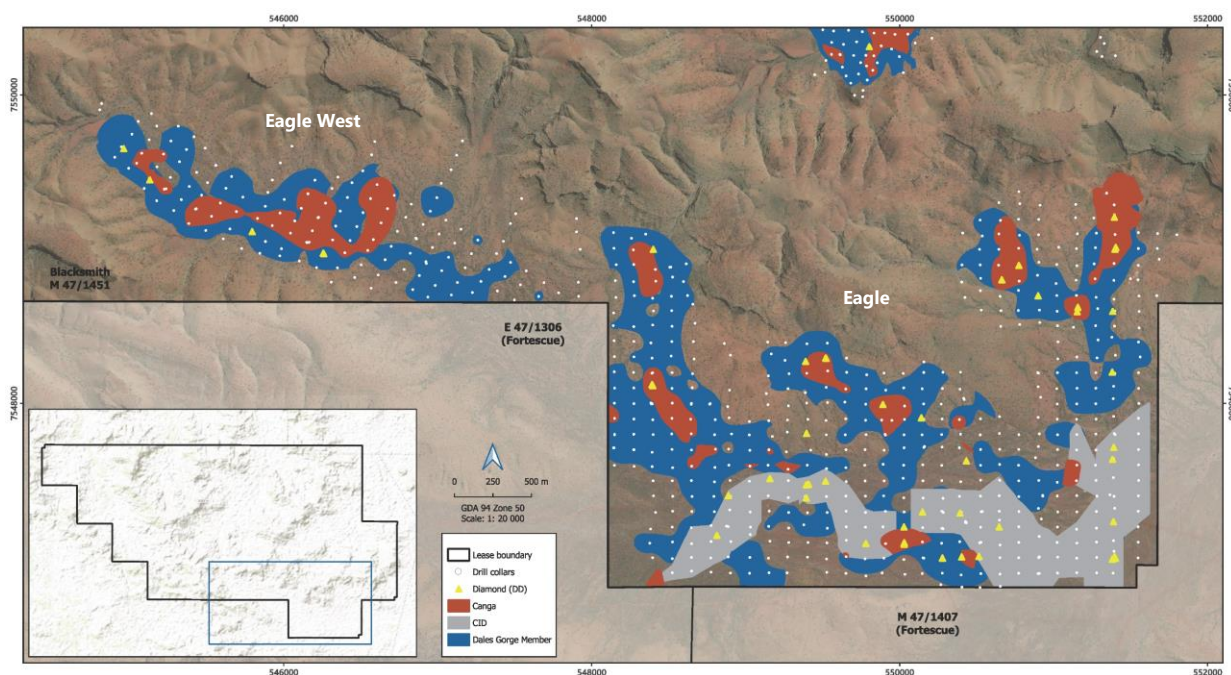 546000
548000
550000
552000
7550000
7550000
Eagle West
Blacksmith
M 47/1451
Eagle
E 47/1306
(Fortescue)
7548000
7548000
0
250
500 m
GDA 94 Zone 50
Scale: 1: 20 000
Lease boundary
Drill collars
Diamond (DD)
Canga
CID
Dales Gorge Member
M 47/1407
(Fortescue)
546000
548000
550000
552000